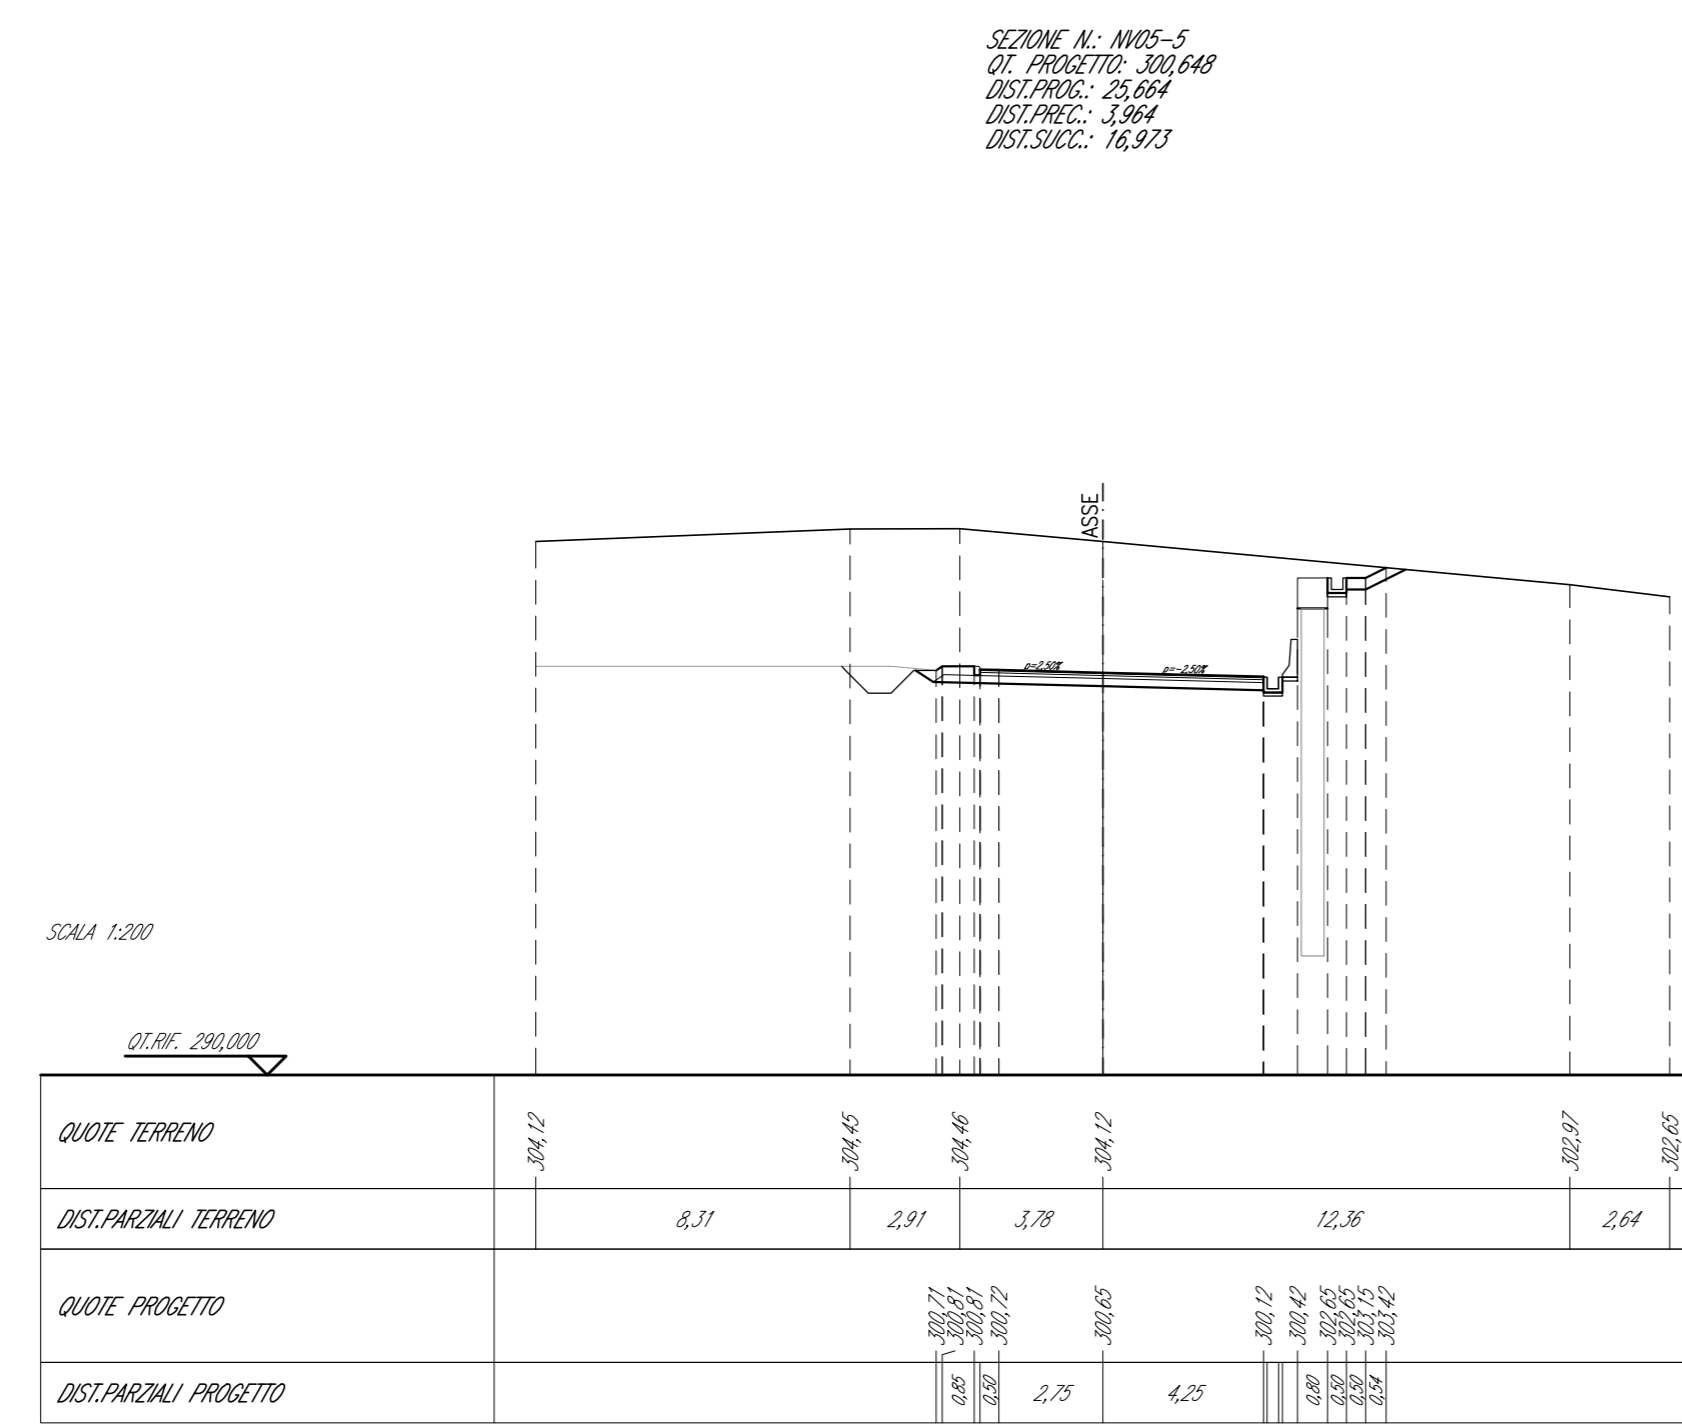 SEZIONE N.: NV05-5
QT. PROGETTO: 300,648
DIST.PROG.: 25,664
DIST.PREC.: 3,964
DIST.SUCC.: 16,973
ASSE
p=2,50%
p=-2,50%
SCALA 1:200
QT.RIF. 290,000
QUOTE TERRENO 304,12 304,45 304,46 304,12 302,97 302,65
DIST.PARZIALI TERRENO 8,31 2,91 3,78 12,36 2,64
QUOTE PROGETTO 300,71 300,81 300,81 300,72 300,65 300,12 300,42 302,65 302,65 303,15 303,42
DIST.PARZIALI PROGETTO 0,85 0,50 2,75 4,25 0,80 0,50 0,50 0,54